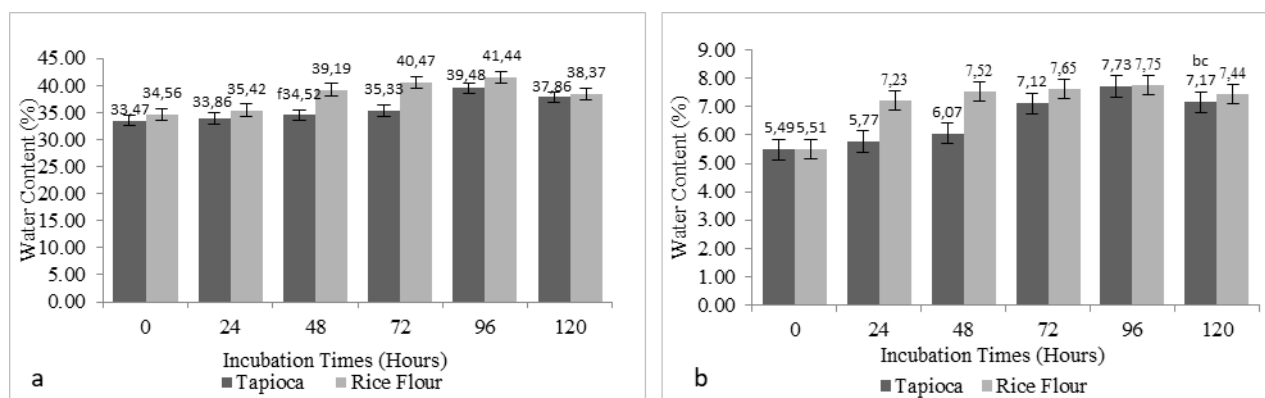 45.00
40.00
35.00
30.00
25.00
20.00
15.00
10.00
5.00
0.00
Water Content (%)
33,47 34,56 33,86 35,42 f34,52 39,19 35,33 40,47 39,48 41,44 37,86 38,37
0 24 48 72 96 120
Incubation Times (Hours)
a
Tapioca Rice Flour
9.00
8.00
7.00
6.00
5.00
4.00
3.00
2.00
1.00
0.00
Water Content (%)
bc
5,49 5,51 5,77 7,23 6,07 7,52 7,12 7,65 7,73 7,75 7,17 7,44
0 24 48 72 96 120
Incubation Times (Hours)
b
Tapioca Rice Flour